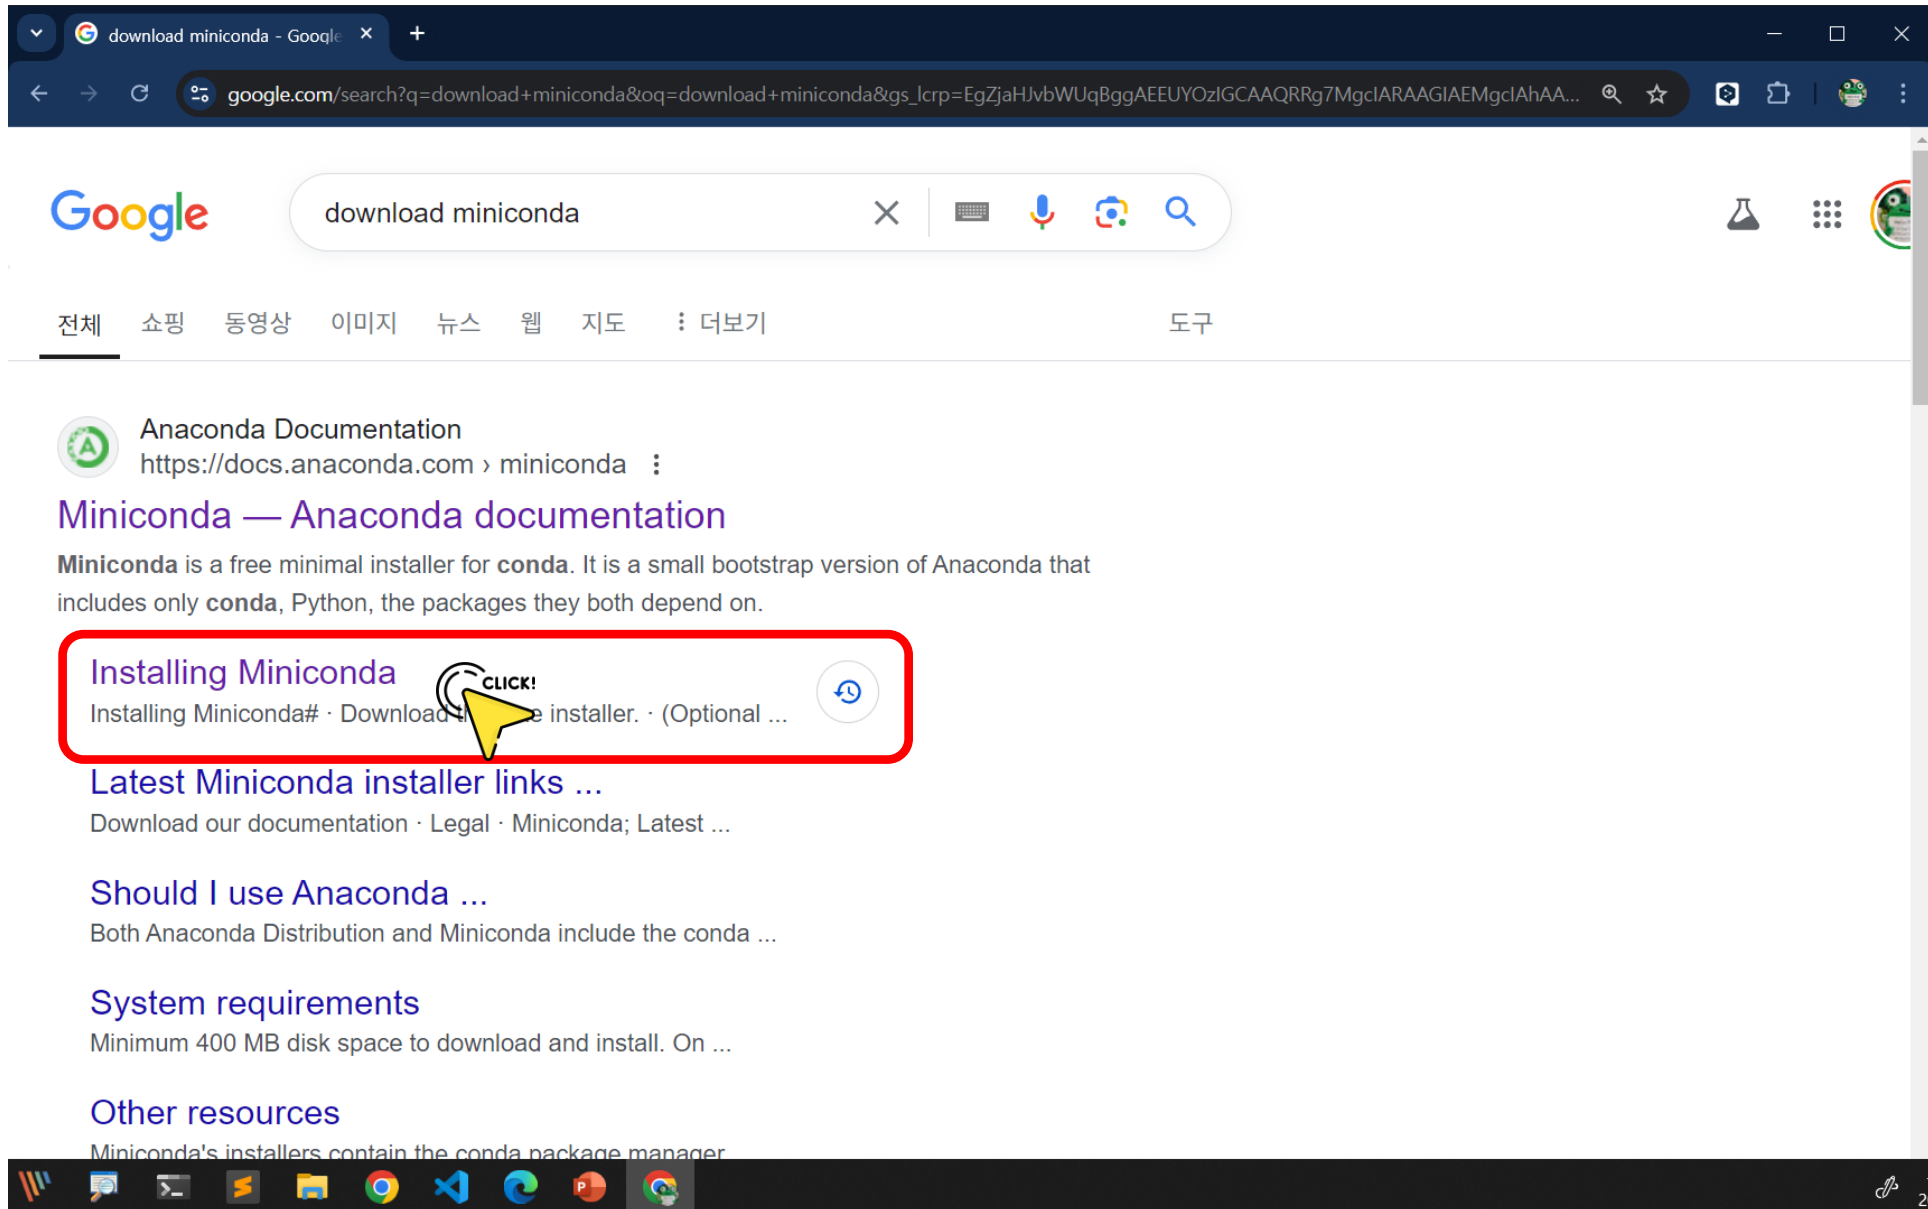 download miniconda - Google
google.com/search?q=download+miniconda&oq=download+miniconda&gs_lcrp=EgZjaHJvbWUqBggAEEUYOzIGCAAQRRg7MgcIARAAGIAEMgcIAhAA...
Google
download miniconda
전체 쇼핑 동영상 이미지 뉴스 웹 지도 더보기 도구
Anaconda Documentation
https://docs.anaconda.com › miniconda
Miniconda — Anaconda documentation
Miniconda is a free minimal installer for conda. It is a small bootstrap version of Anaconda that
includes only conda, Python, the packages they both depend on.
Installing Miniconda
CLICK!
Installing Miniconda# · Download installer. · (Optional ...
Latest Miniconda installer links ...
Download our documentation · Legal · Miniconda; Latest ...
Should I use Anaconda ...
Both Anaconda Distribution and Miniconda include the conda ...
System requirements
Minimum 400 MB disk space to download and install. On ...
Other resources
Miniconda's installers contain the conda package manager